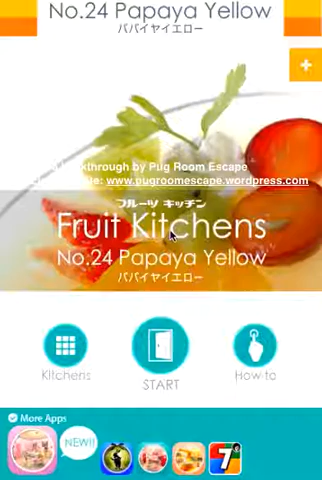 No.24 Papaya Yellow
パパイヤイエロー
through by Pug Room Escape
www.pugroomescape.wordpress.com
フルーツ キッチン
Fruit Kitchens
No.24 Papaya Yellow
パパイヤイエロー
Kitchens
START
How-to
More Apps
NEW!!
7